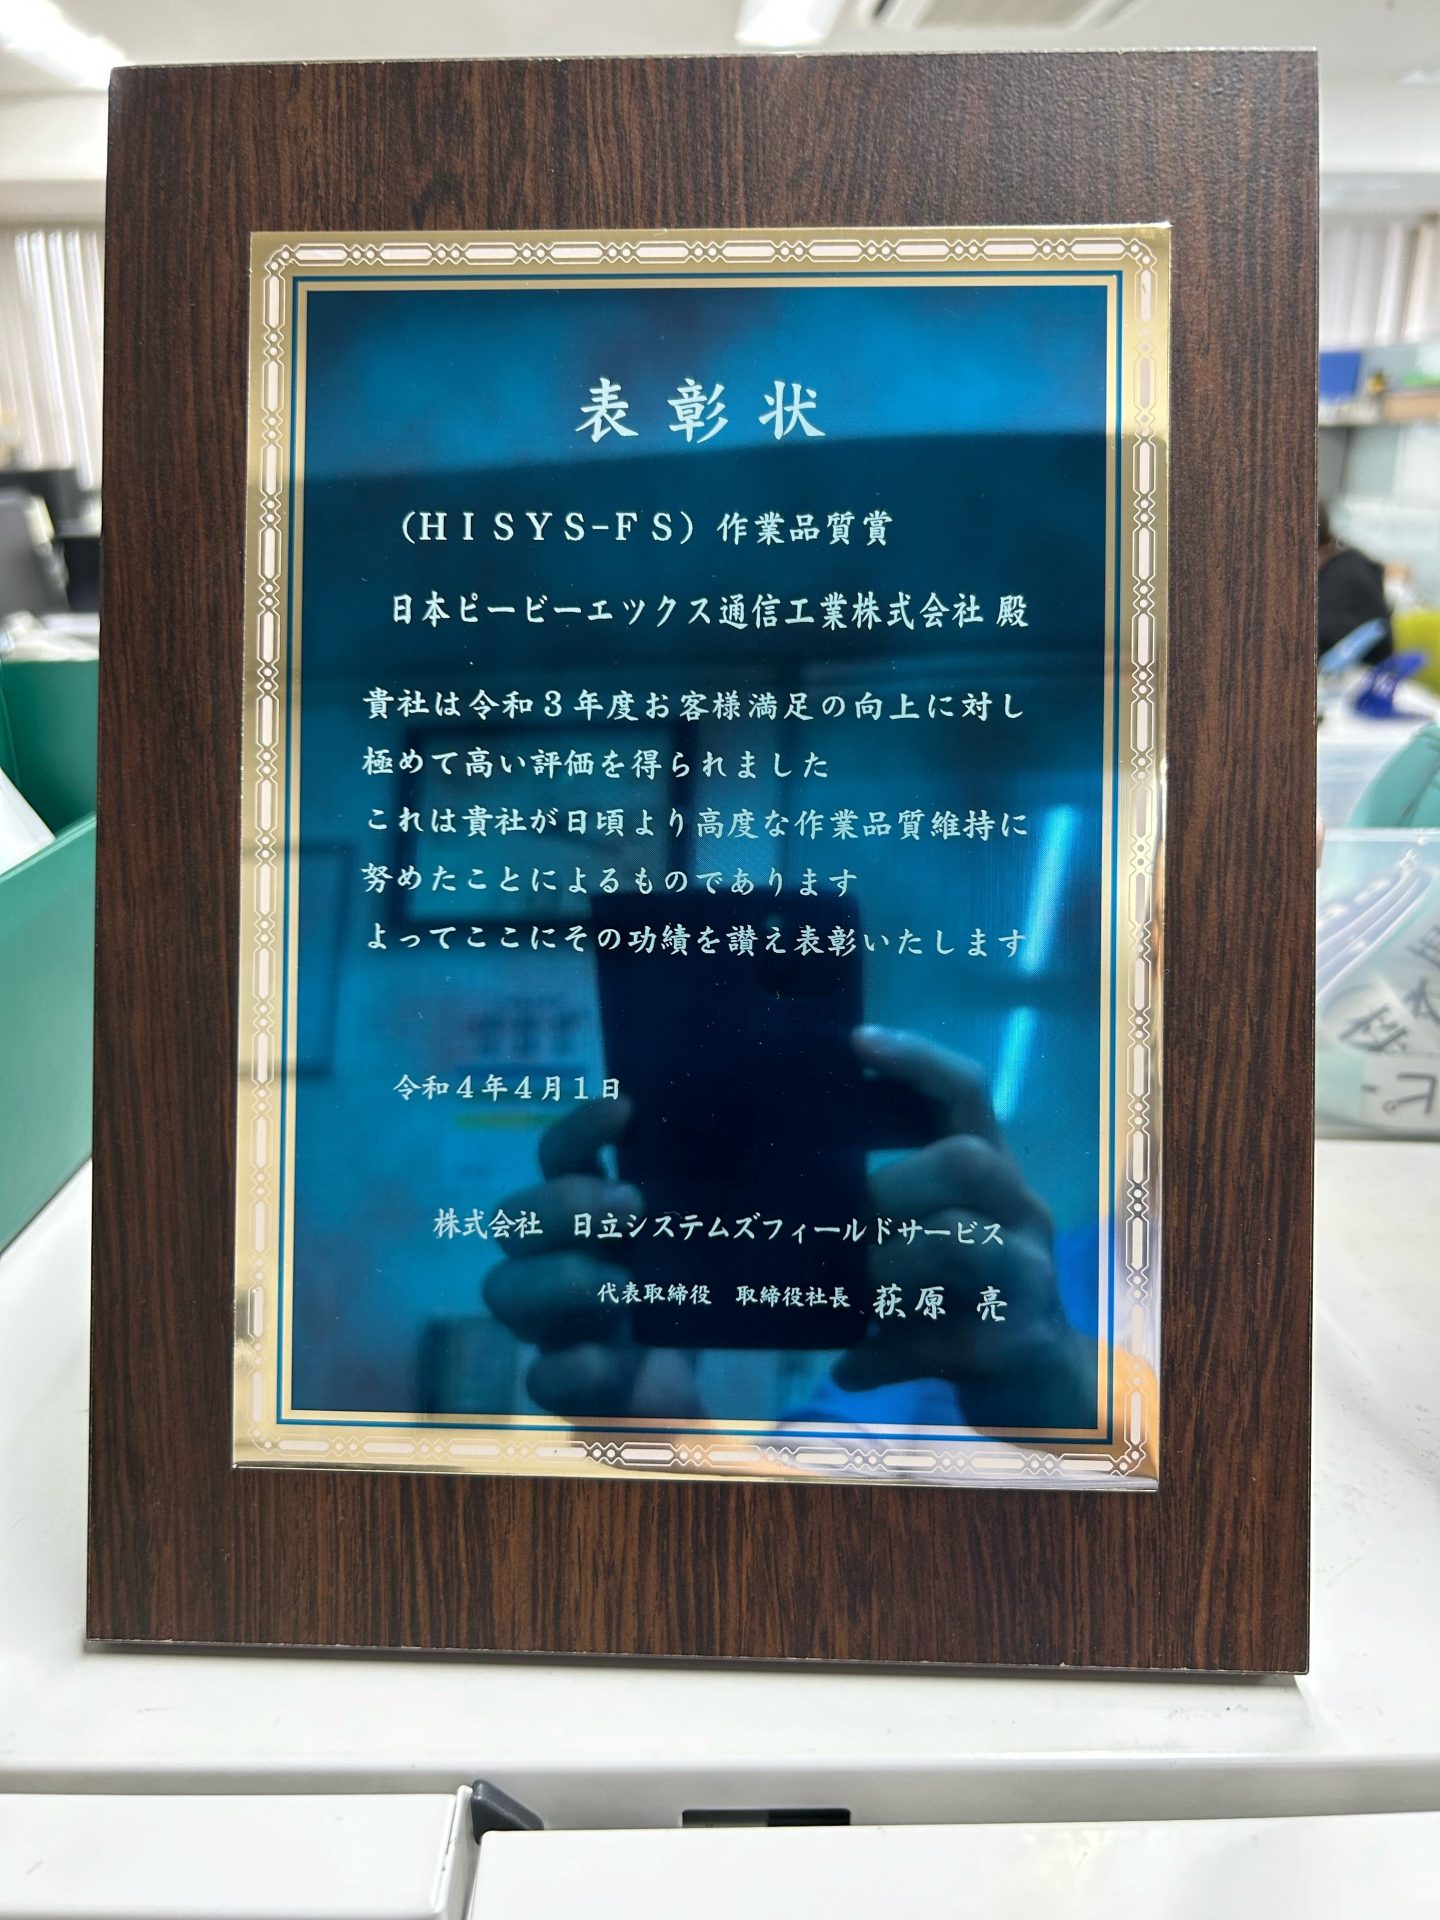 表彰状
（ＨＩＳＹＳ−ＦＳ）作業品質賞
日本ピービーエックス通信工業株式会社 殿
貴社は令和３年度お客様満足の向上に対し
極めて高い評価を得られました
これは貴社が日頃より高度な作業品質維持に
努めたことによるものであります
よってここにその功績を讃え表彰いたします
令和４年４月１日
株式会社　日立システムズフィールドサービス
代表取締役　取締役社長 萩原 亮